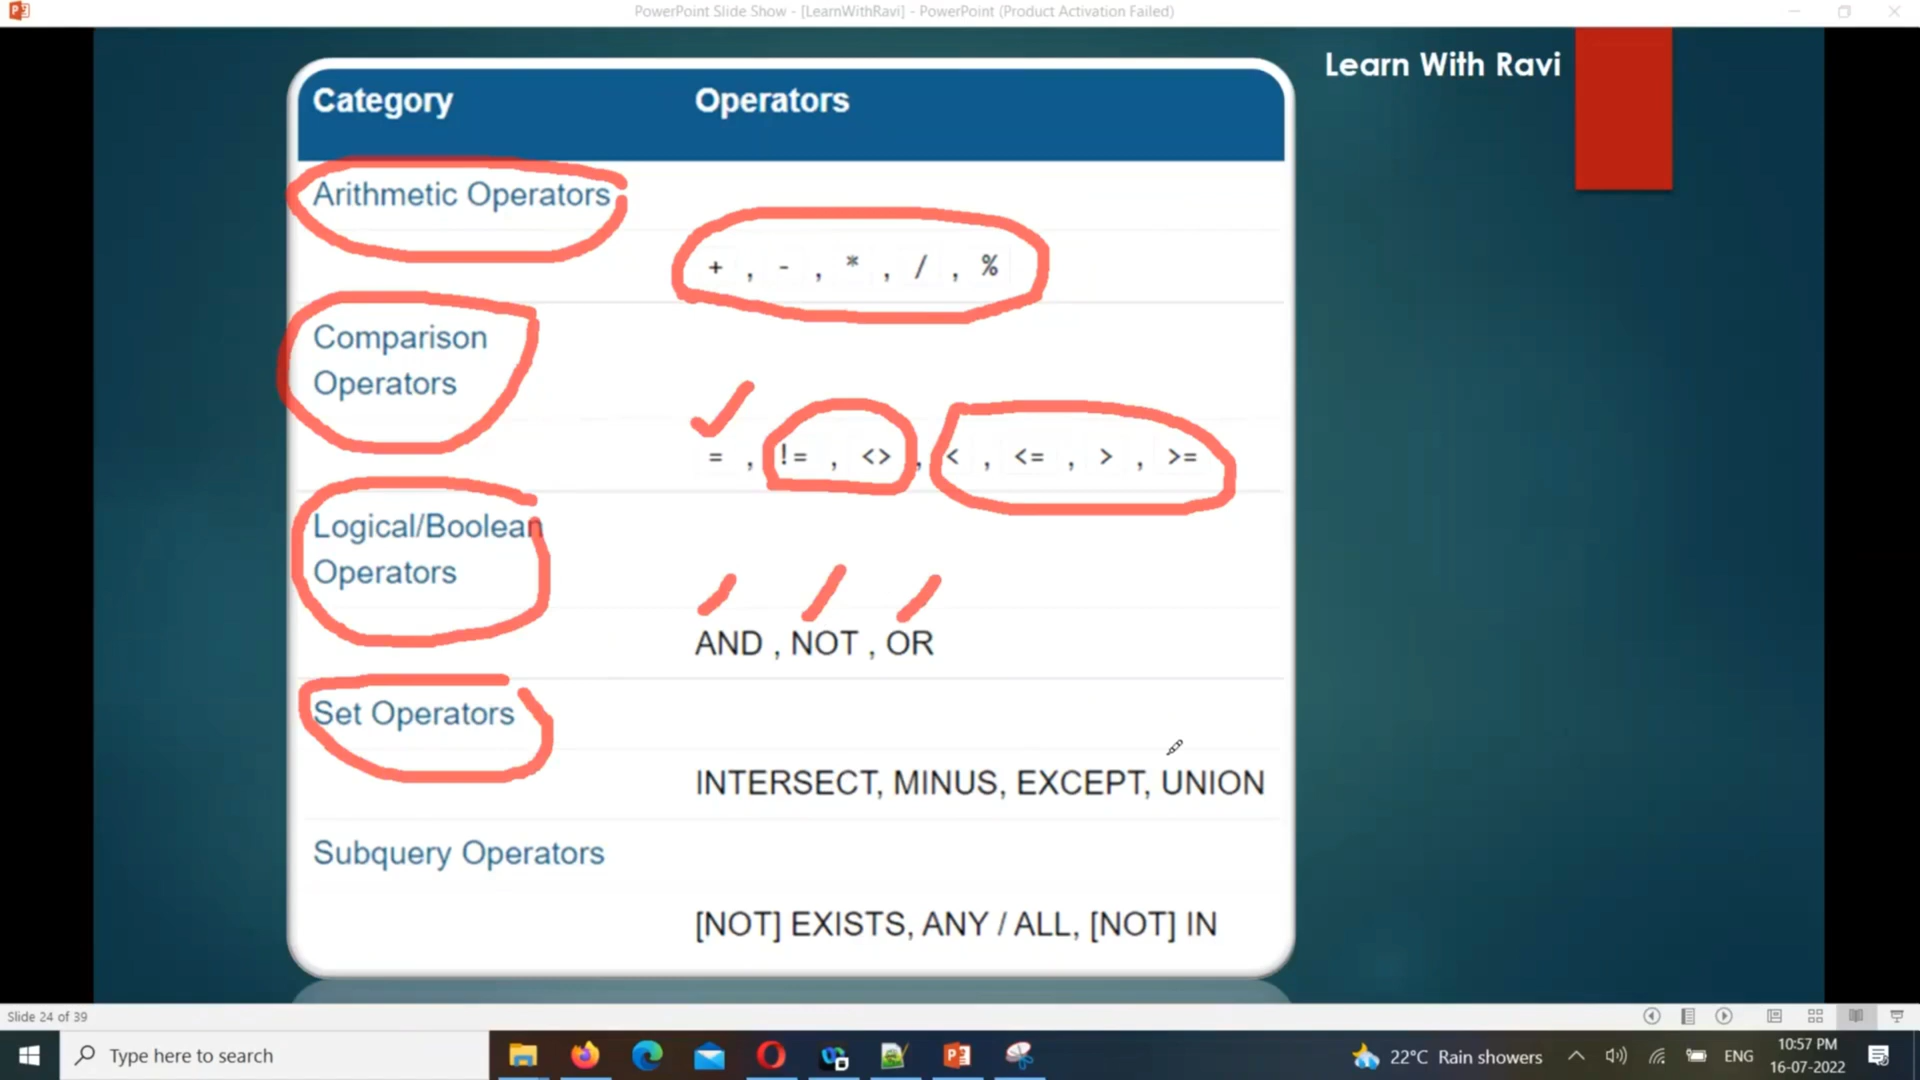 PowerPoint Slide Show - [LearnWithRavi] - PowerPoint (Product Activation Failed)
Learn With Ravi
Category Operators
Arithmetic Operators
+ , - , * , / , %
Comparison
Operators
= , != , <> , < , <= , > , >=
Logical/Boolean
Operators
AND , NOT , OR
Set Operators
INTERSECT, MINUS, EXCEPT, UNION
Subquery Operators
[NOT] EXISTS, ANY / ALL, [NOT] IN
Slide 24 of 39
Type here to search
22°C Rain showers
ENG
10:57 PM
16-07-2022